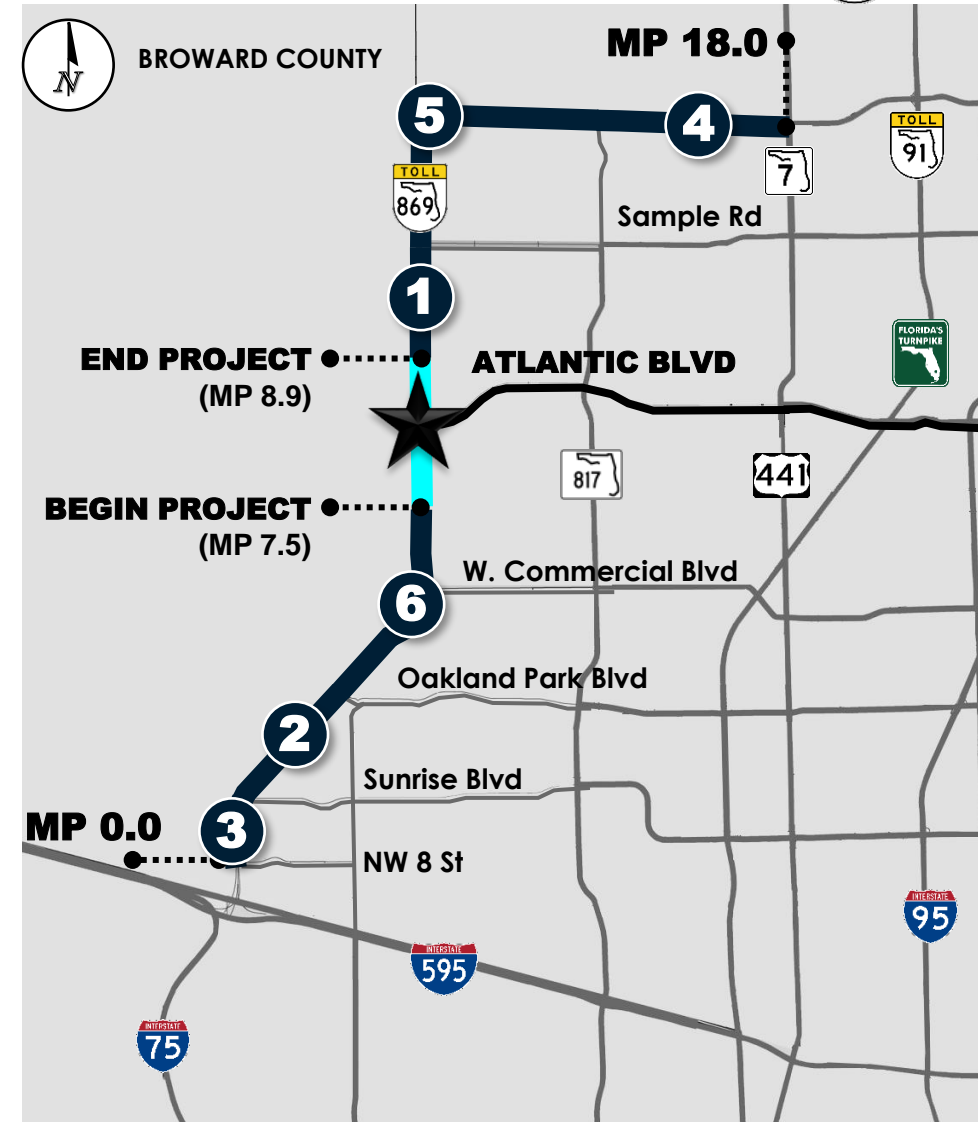 N
BROWARD COUNTY
MP 18.0
5
4
TOLL
91
7
TOLL
869
Sample Rd
1
FLORIDA'S
TURNPIKE
END PROJECT
(MP 8.9)
ATLANTIC BLVD
817
441
BEGIN PROJECT
(MP 7.5)
W. Commercial Blvd
6
Oakland Park Blvd
2
Sunrise Blvd
MP 0.0
3
NW 8 St
INTERSTATE
95
INTERSTATE
595
INTERSTATE
75